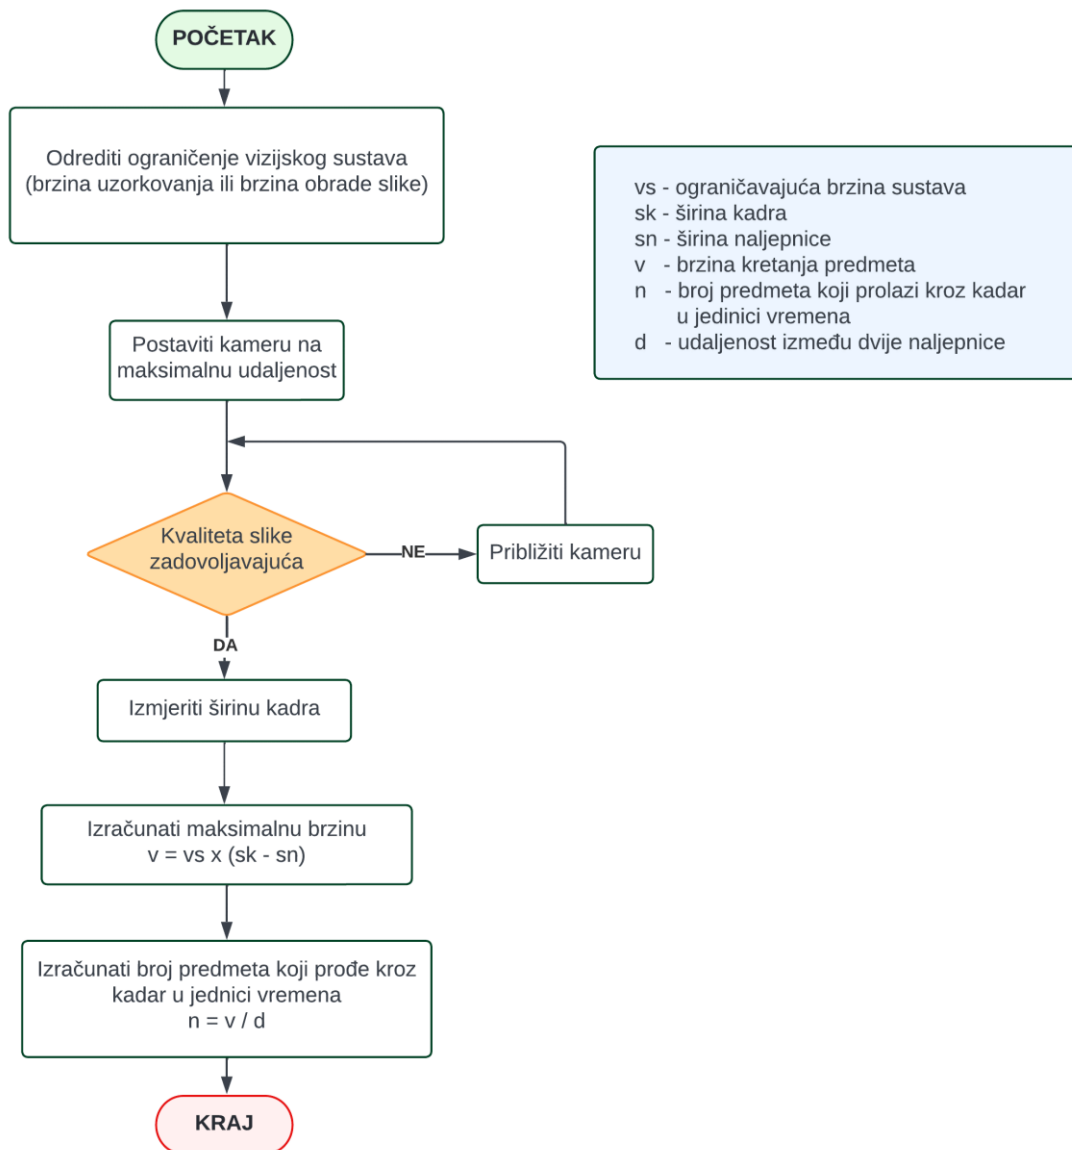 POČETAK
Odrediti ograničenje vizijskog sustava
(brzina uzorkovanja ili brzina obrade slike)
vs - ograničavajuća brzina sustava
sk - širina kadra
sn - širina naljepnice
v - brzina kretanja predmeta
n - broj predmeta koji prolazi kroz kadar
u jedinici vremena
d - udaljenost između dvije naljepnice
Postaviti kameru na
maksimalnu udaljenost
Kvaliteta slike
zadovoljavajuća
NE
Približiti kameru
DA
Izmjeriti širinu kadra
Izračunati maksimalnu brzinu
v = vs x (sk - sn)
Izračunati broj predmeta koji prođe kroz
kadar u jednici vremena
n = v / d
KRAJ